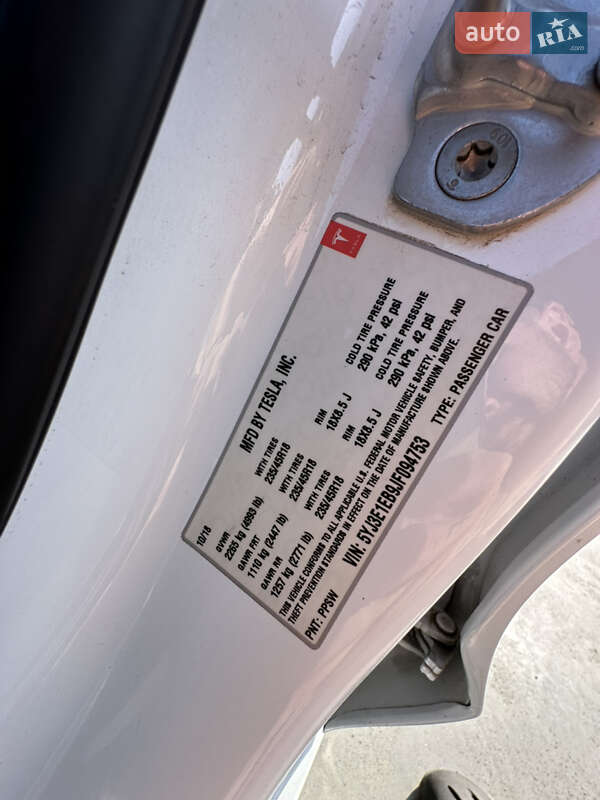 auto RIA .com
109
6
TESLA
MFD BY TESLA, INC.
10/18
GVWR WITH TIRES RIM COLD TIRE PRESSURE
2265 kg (4993 lb) 235/45R18 18X8.5 J 290 kPa, 42 psi
GAWR FRT WITH TIRES RIM COLD TIRE PRESSURE
1110 kg (2447 lb) 235/45R18 18X8.5 J 290 kPa, 42 psi
GAWR RR WITH TIRES
1257 kg (2771 lb) 235/45R18
THIS VEHICLE CONFORMS TO ALL APPLICABLE U.S. FEDERAL MOTOR VEHICLE SAFETY, BUMPER, AND
THEFT PREVENTION STANDARDS IN EFFECT ON THE DATE OF MANUFACTURE SHOWN ABOVE.
VIN: 5YJ3E1EB9JF094753 TYPE: PASSENGER CAR
PNT: PPSW